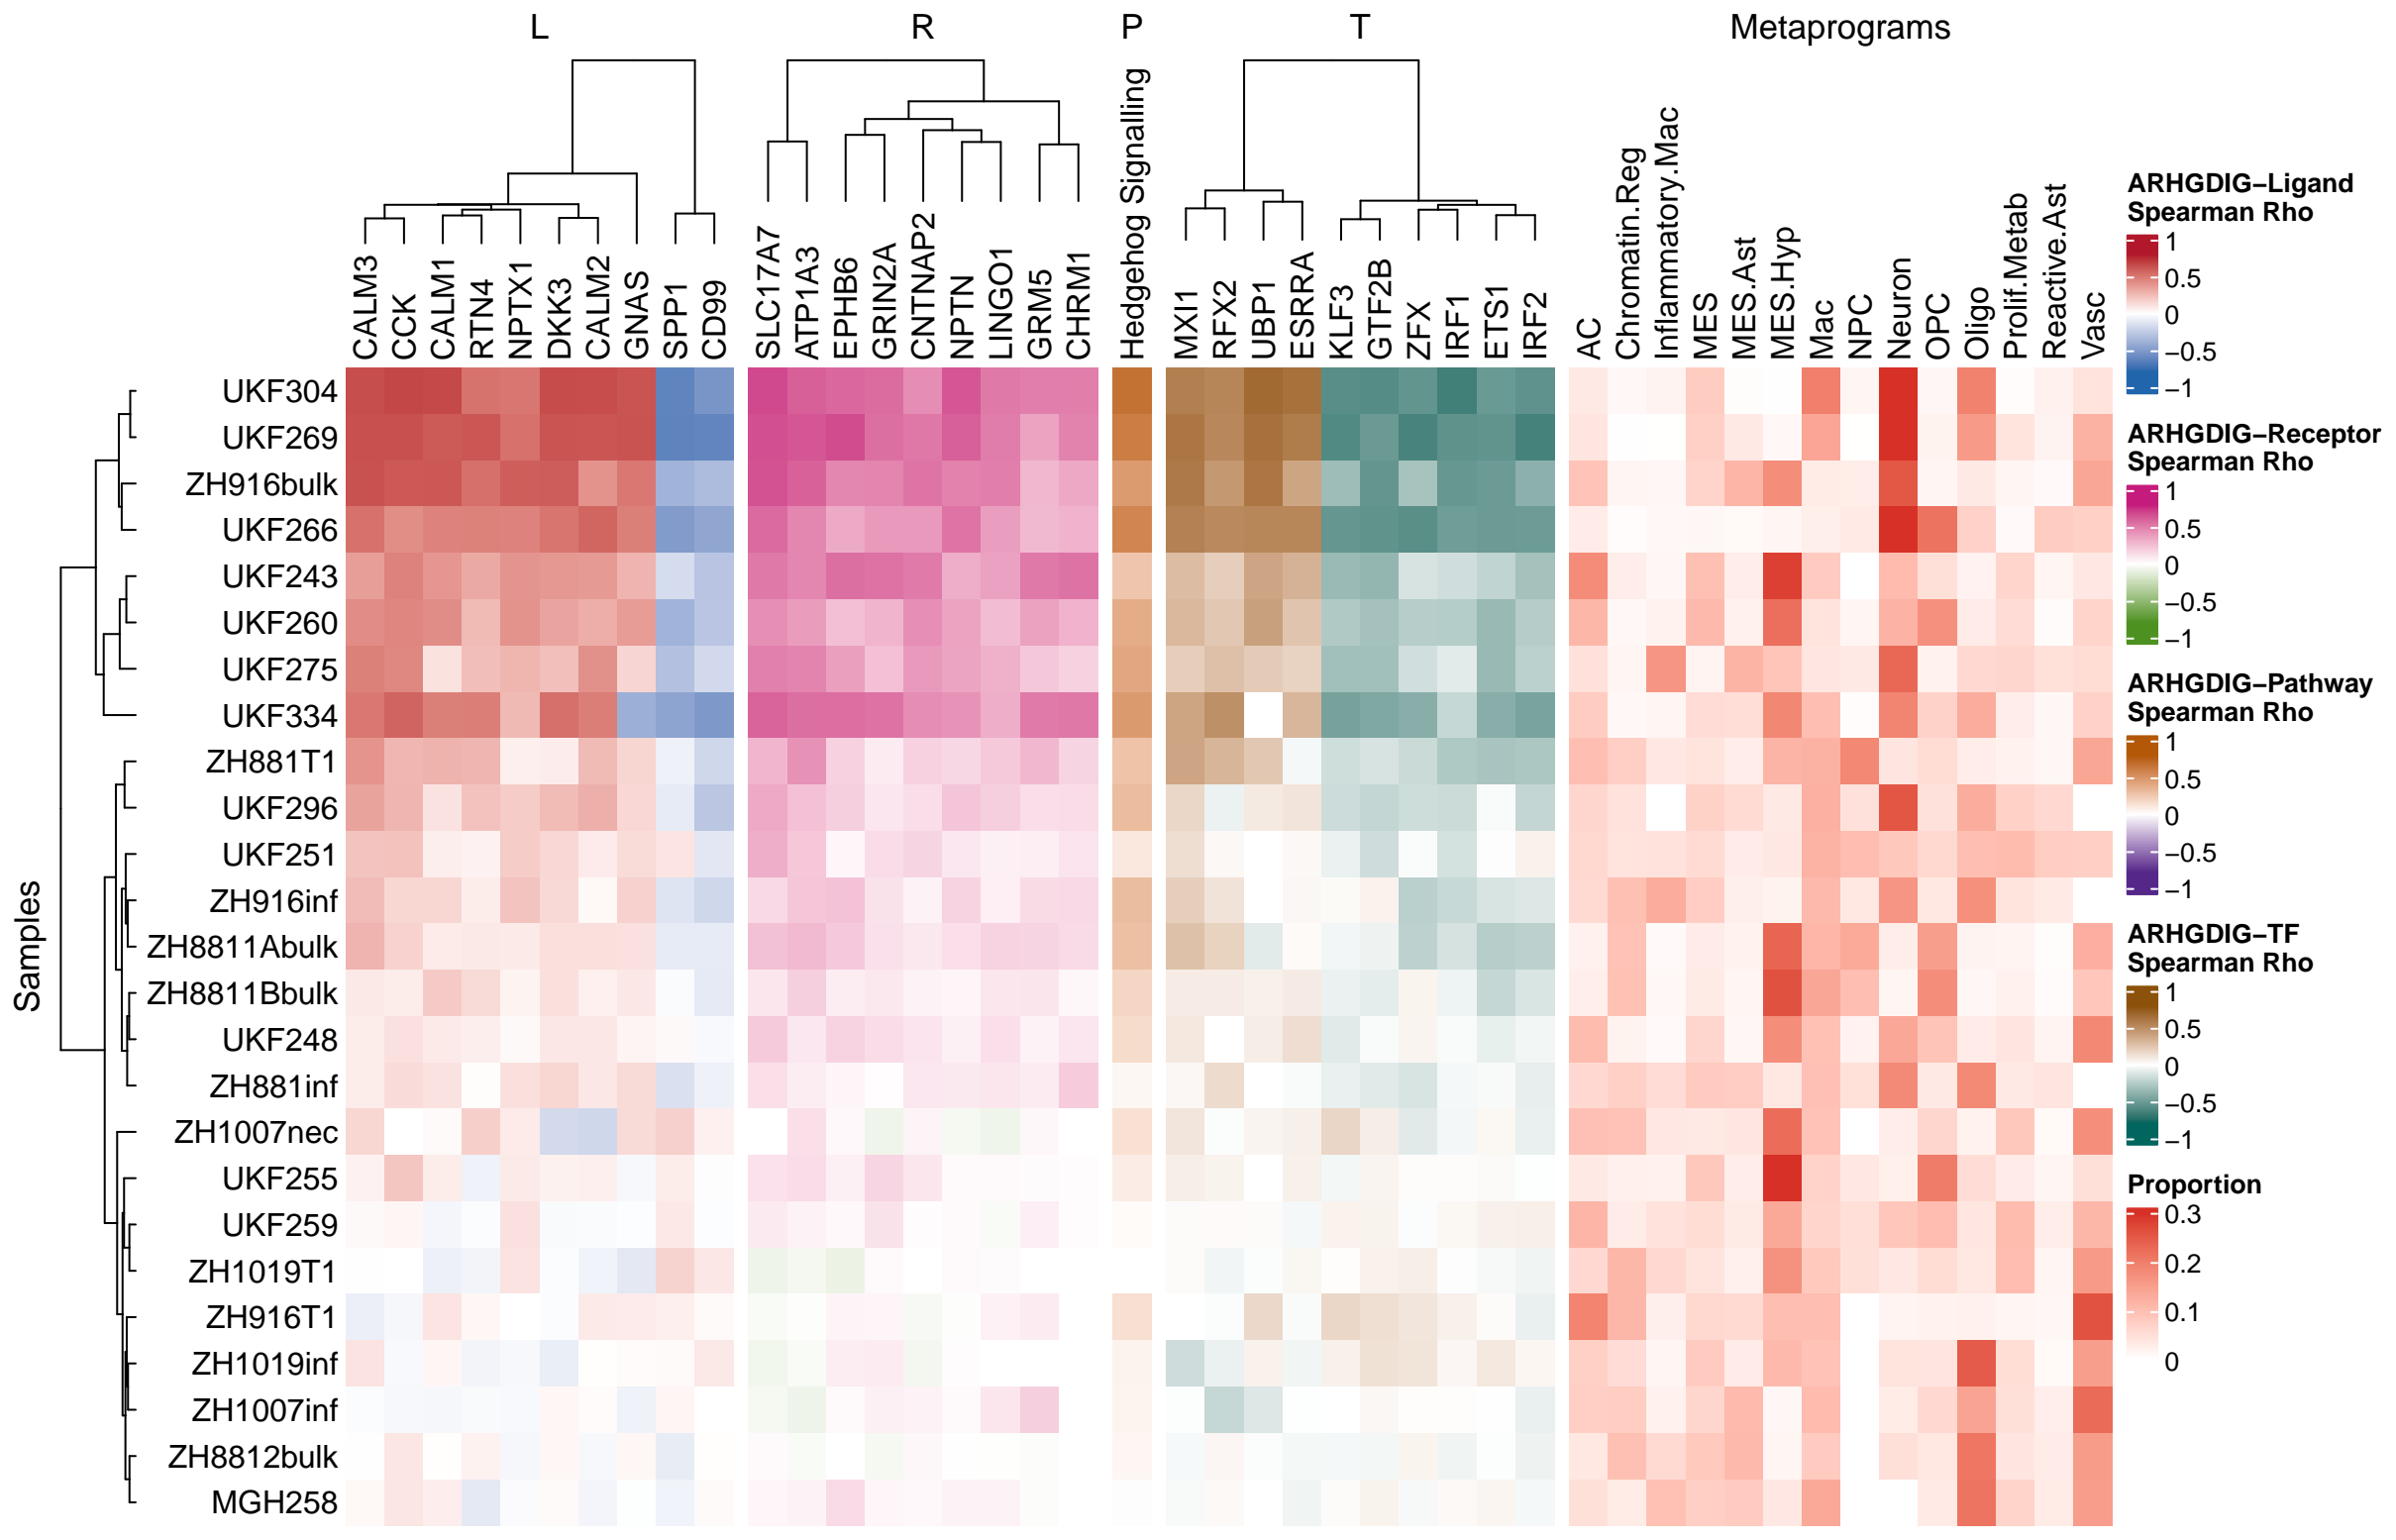 L
R
P
T
Metaprograms
CALM3
CCK
CALM1
RTN4
NPTX1
DKK3
CALM2
GNAS
SPP1
CD99
SLC17A7
ATP1A3
EPHB6
GRIN2A
CNTNAP2
NPTN
LINGO1
GRM5
CHRM1
Hedgehog Signalling
MXI1
RFX2
UBP1
ESRRA
KLF3
GTF2B
ZFX
IRF1
ETS1
IRF2
AC
Chromatin.Reg
Inflammatory.Mac
MES
MES.Ast
MES.Hyp
Mac
NPC
Neuron
OPC
Oligo
Prolif.Metab
Reactive.Ast
Vasc
Samples
UKF304
UKF269
ZH916bulk
UKF266
UKF243
UKF260
UKF275
UKF334
ZH881T1
UKF296
UKF251
ZH916inf
ZH8811Abulk
ZH8811Bbulk
UKF248
ZH881inf
ZH1007nec
UKF255
UKF259
ZH1019T1
ZH916T1
ZH1019inf
ZH1007inf
ZH8812bulk
MGH258
ARHGDIG−Ligand
Spearman Rho
1
0.5
0
−0.5
−1
ARHGDIG−Receptor
Spearman Rho
1
0.5
0
−0.5
−1
ARHGDIG−Pathway
Spearman Rho
1
0.5
0
−0.5
−1
ARHGDIG−TF
Spearman Rho
1
0.5
0
−0.5
−1
Proportion
0.3
0.2
0.1
0